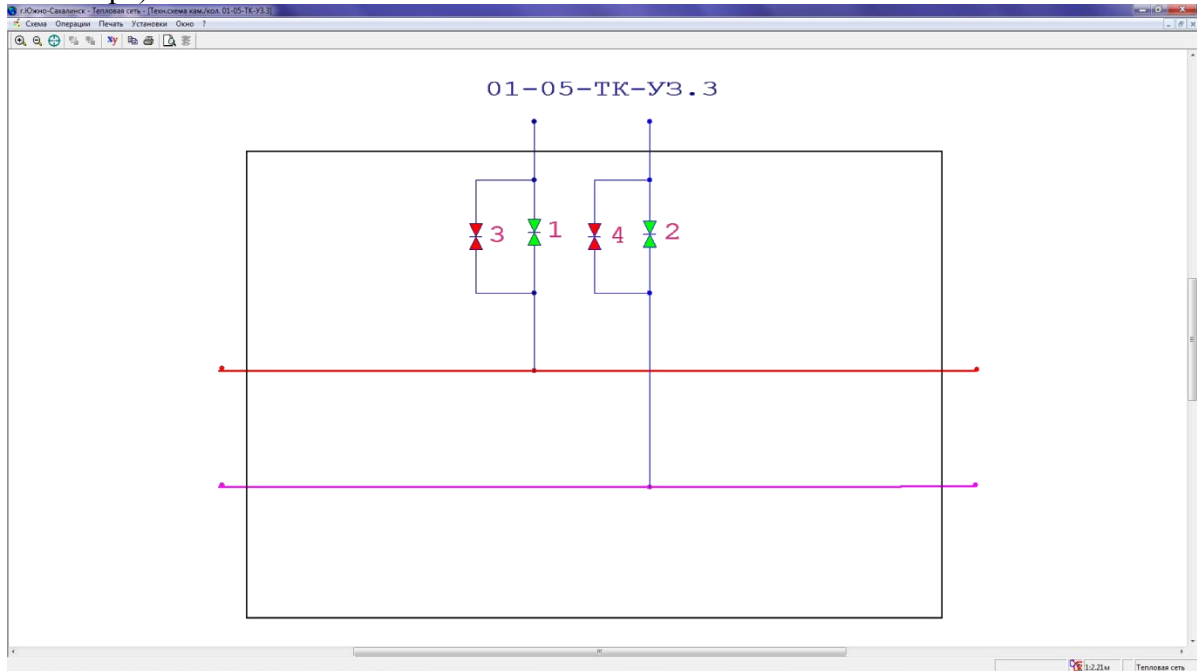 г.Южно-Сахалинск - Тепловая сеть - [Техн.схема кам./кол. 01-05-ТК-УЗ.3]
Схема Операции Печать Установки Окно ?
xy
01-05-ТК-УЗ.3
3 1 4 2
1:2.21м Тепловая сеть